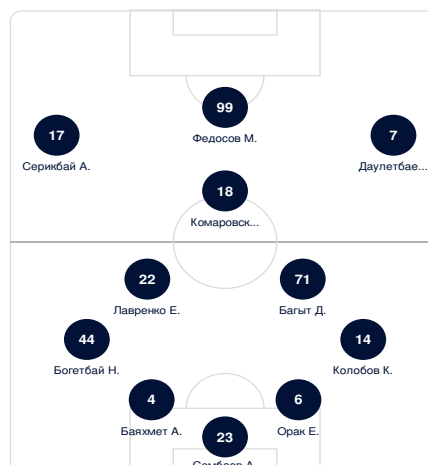 99
Федосов М.
17
Серикбай А.
7
Даулетбае...
18
Комаровск...
22
Лавренко Е.
71
Багыт Д.
44
Богетбай Н.
14
Колобов К.
4
Баяхмет А.
6
Орак Е.
23